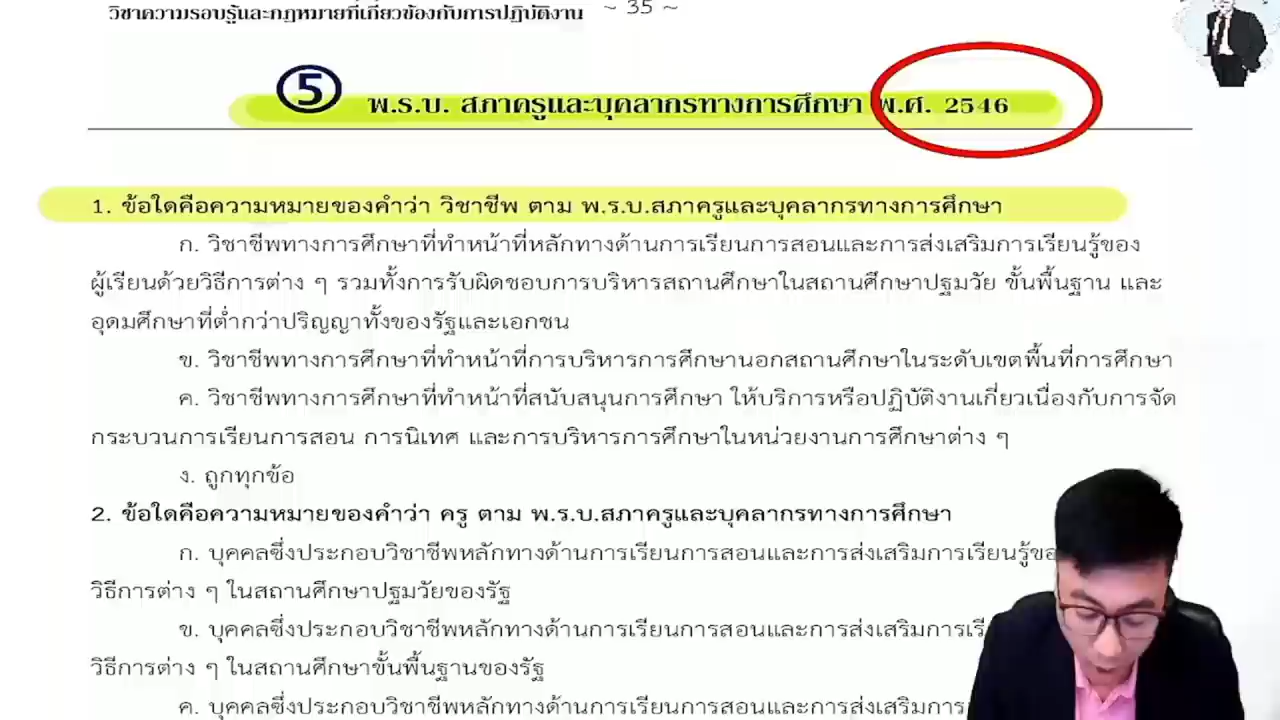 วิชาความรอบรู้และกฎหมายที่เกี่ยวข้องกับการปฏิบัติงาน ~ 35 ~
5 พ.ร.บ. สภาครูและบุคลากรทางการศึกษา พ.ศ. 2546
1. ข้อใดคือความหมายของคำว่า วิชาชีพ ตาม พ.ร.บ.สภาครูและบุคลากรทางการศึกษา
ก. วิชาชีพทางการศึกษาที่ทำหน้าที่หลักทางด้านการเรียนการสอนและการส่งเสริมการเรียนรู้ของ
ผู้เรียนด้วยวิธีการต่าง ๆ รวมทั้งการรับผิดชอบการบริหารสถานศึกษาในสถานศึกษาปฐมวัย ขั้นพื้นฐาน และ
อุดมศึกษาที่ต่ำกว่าปริญญาทั้งของรัฐและเอกชน
ข. วิชาชีพทางการศึกษาที่ทำหน้าที่การบริหารการศึกษานอกสถานศึกษาในระดับเขตพื้นที่การศึกษา
ค. วิชาชีพทางการศึกษาที่ทำหน้าที่สนับสนุนการศึกษา ให้บริการหรือปฏิบัติงานเกี่ยวเนื่องกับการจัด
กระบวนการเรียนการสอน การนิเทศ และการบริหารการศึกษาในหน่วยงานการศึกษาต่าง ๆ
ง. ถูกทุกข้อ
2. ข้อใดคือความหมายของคำว่า ครู ตาม พ.ร.บ.สภาครูและบุคลากรทางการศึกษา
ก. บุคคลซึ่งประกอบวิชาชีพหลักทางด้านการเรียนการสอนและการส่งเสริมการเรียนรู้ขอ
วิธีการต่าง ๆ ในสถานศึกษาปฐมวัยของรัฐ
ข. บุคคลซึ่งประกอบวิชาชีพหลักทางด้านการเรียนการสอนและการส่งเสริมการเรี
วิธีการต่าง ๆ ในสถานศึกษาขั้นพื้นฐานของรัฐ
ค. บุคคลซึ่งประกอบวิชาชีพหลักทางด้านการเรียนการสอนและการส่งเสริมการ